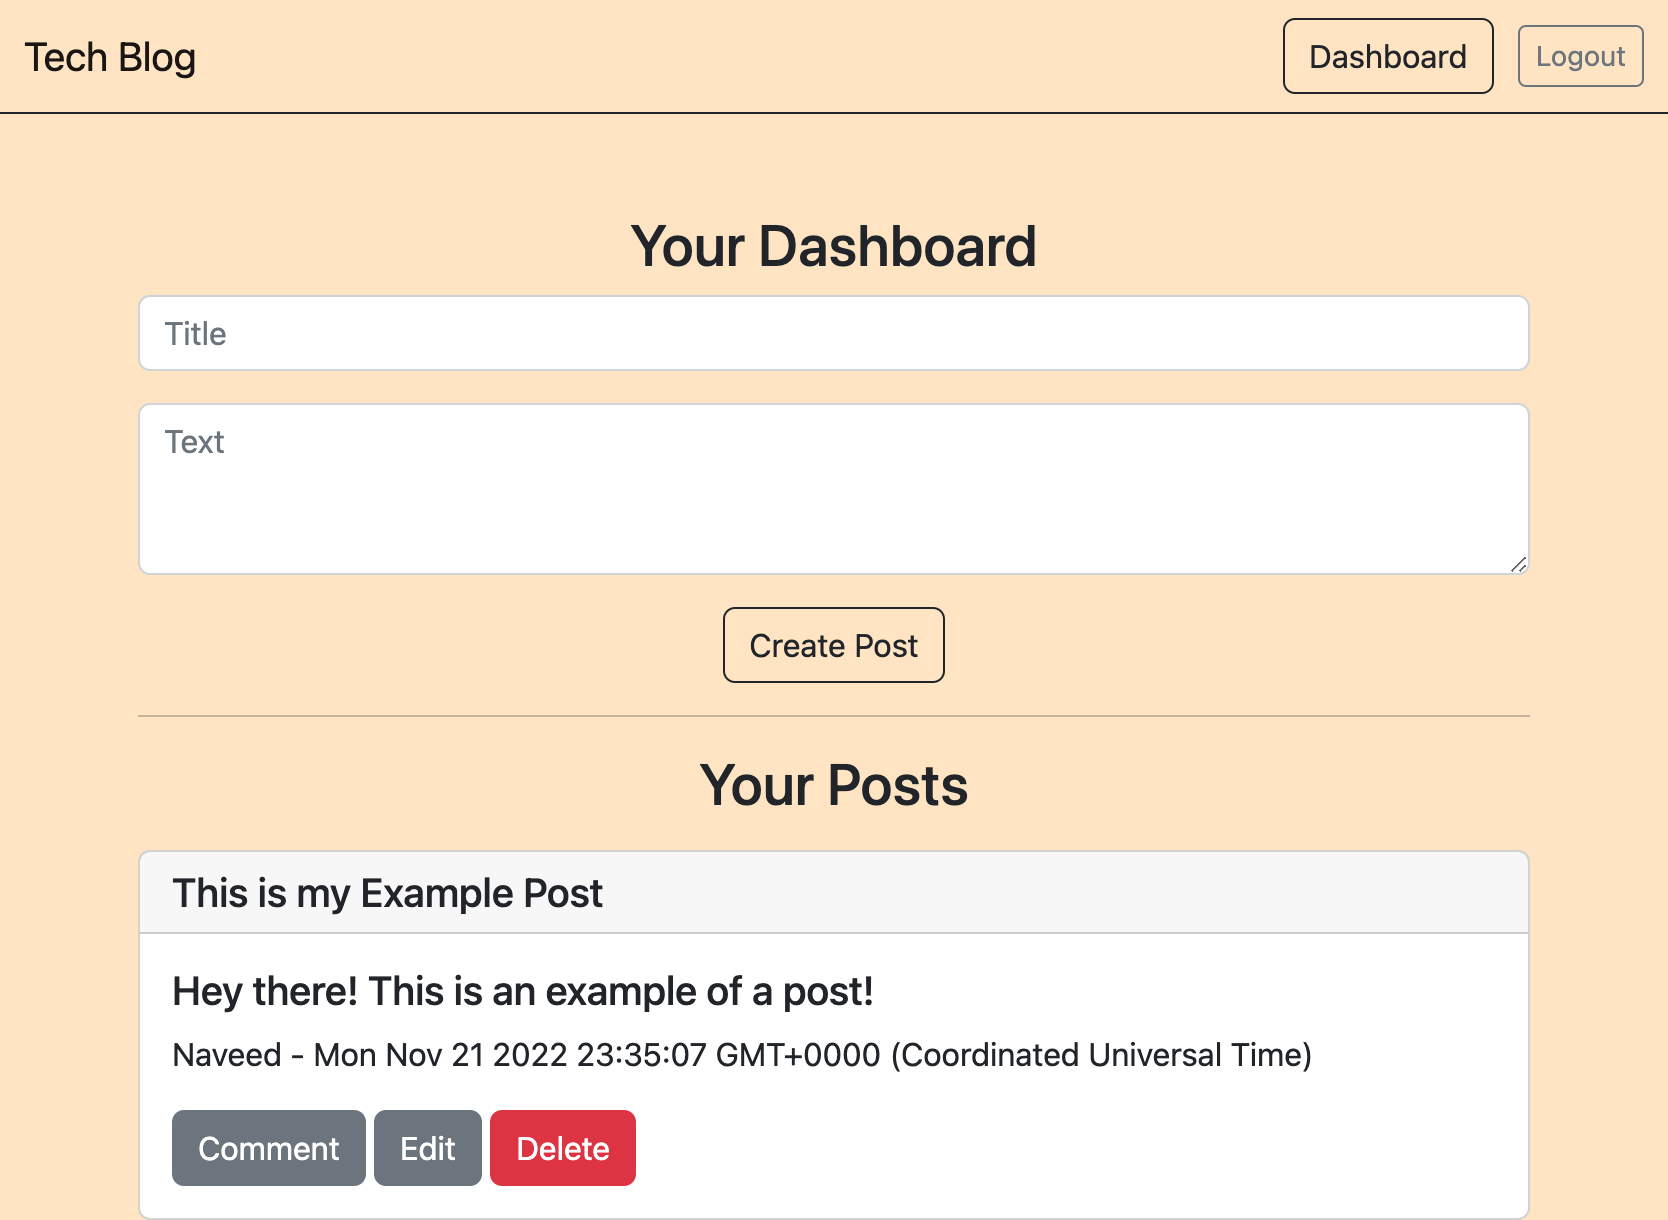 Tech Blog
Dashboard
Logout
Your Dashboard
Title
Text
Create Post
Your Posts
This is my Example Post
Hey there! This is an example of a post!
Naveed - Mon Nov 21 2022 23:35:07 GMT+0000 (Coordinated Universal Time)
Comment Edit Delete